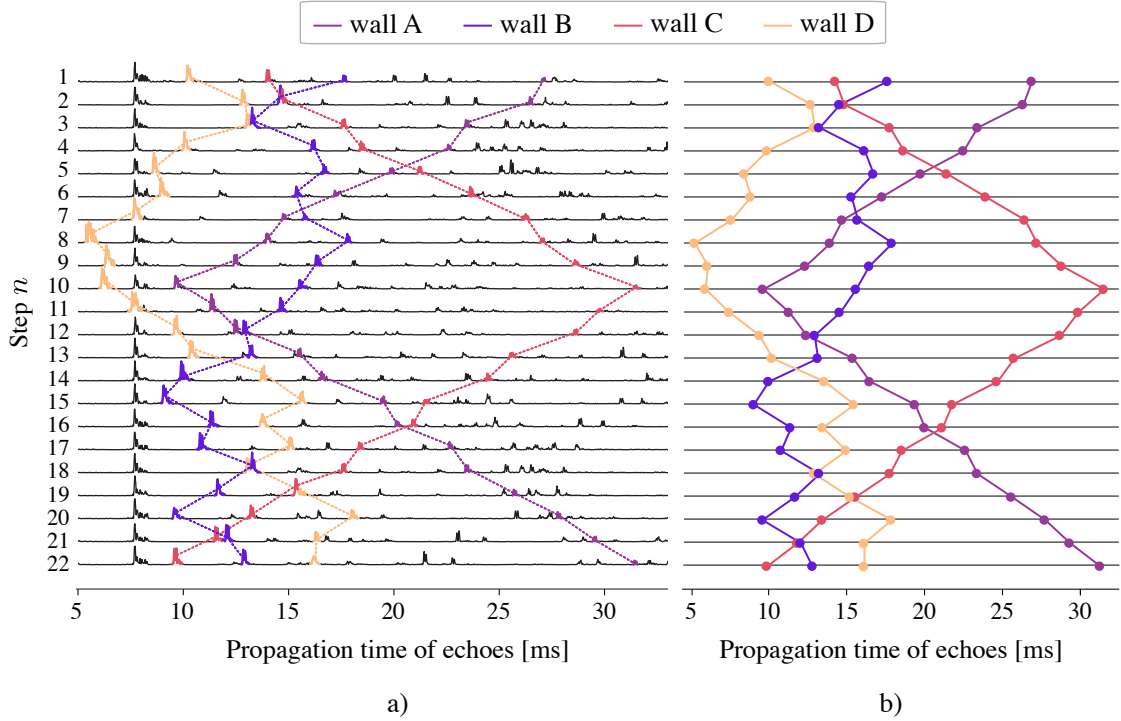 wall A wall B wall C wall D
Step n
1
2
3
4
5
6
7
8
9
10
11
12
13
14
15
16
17
18
19
20
21
22
5 10 15 20 25 30
5 10 15 20 25 30
Propagation time of echoes [ms]
Propagation time of echoes [ms]
a)
b)